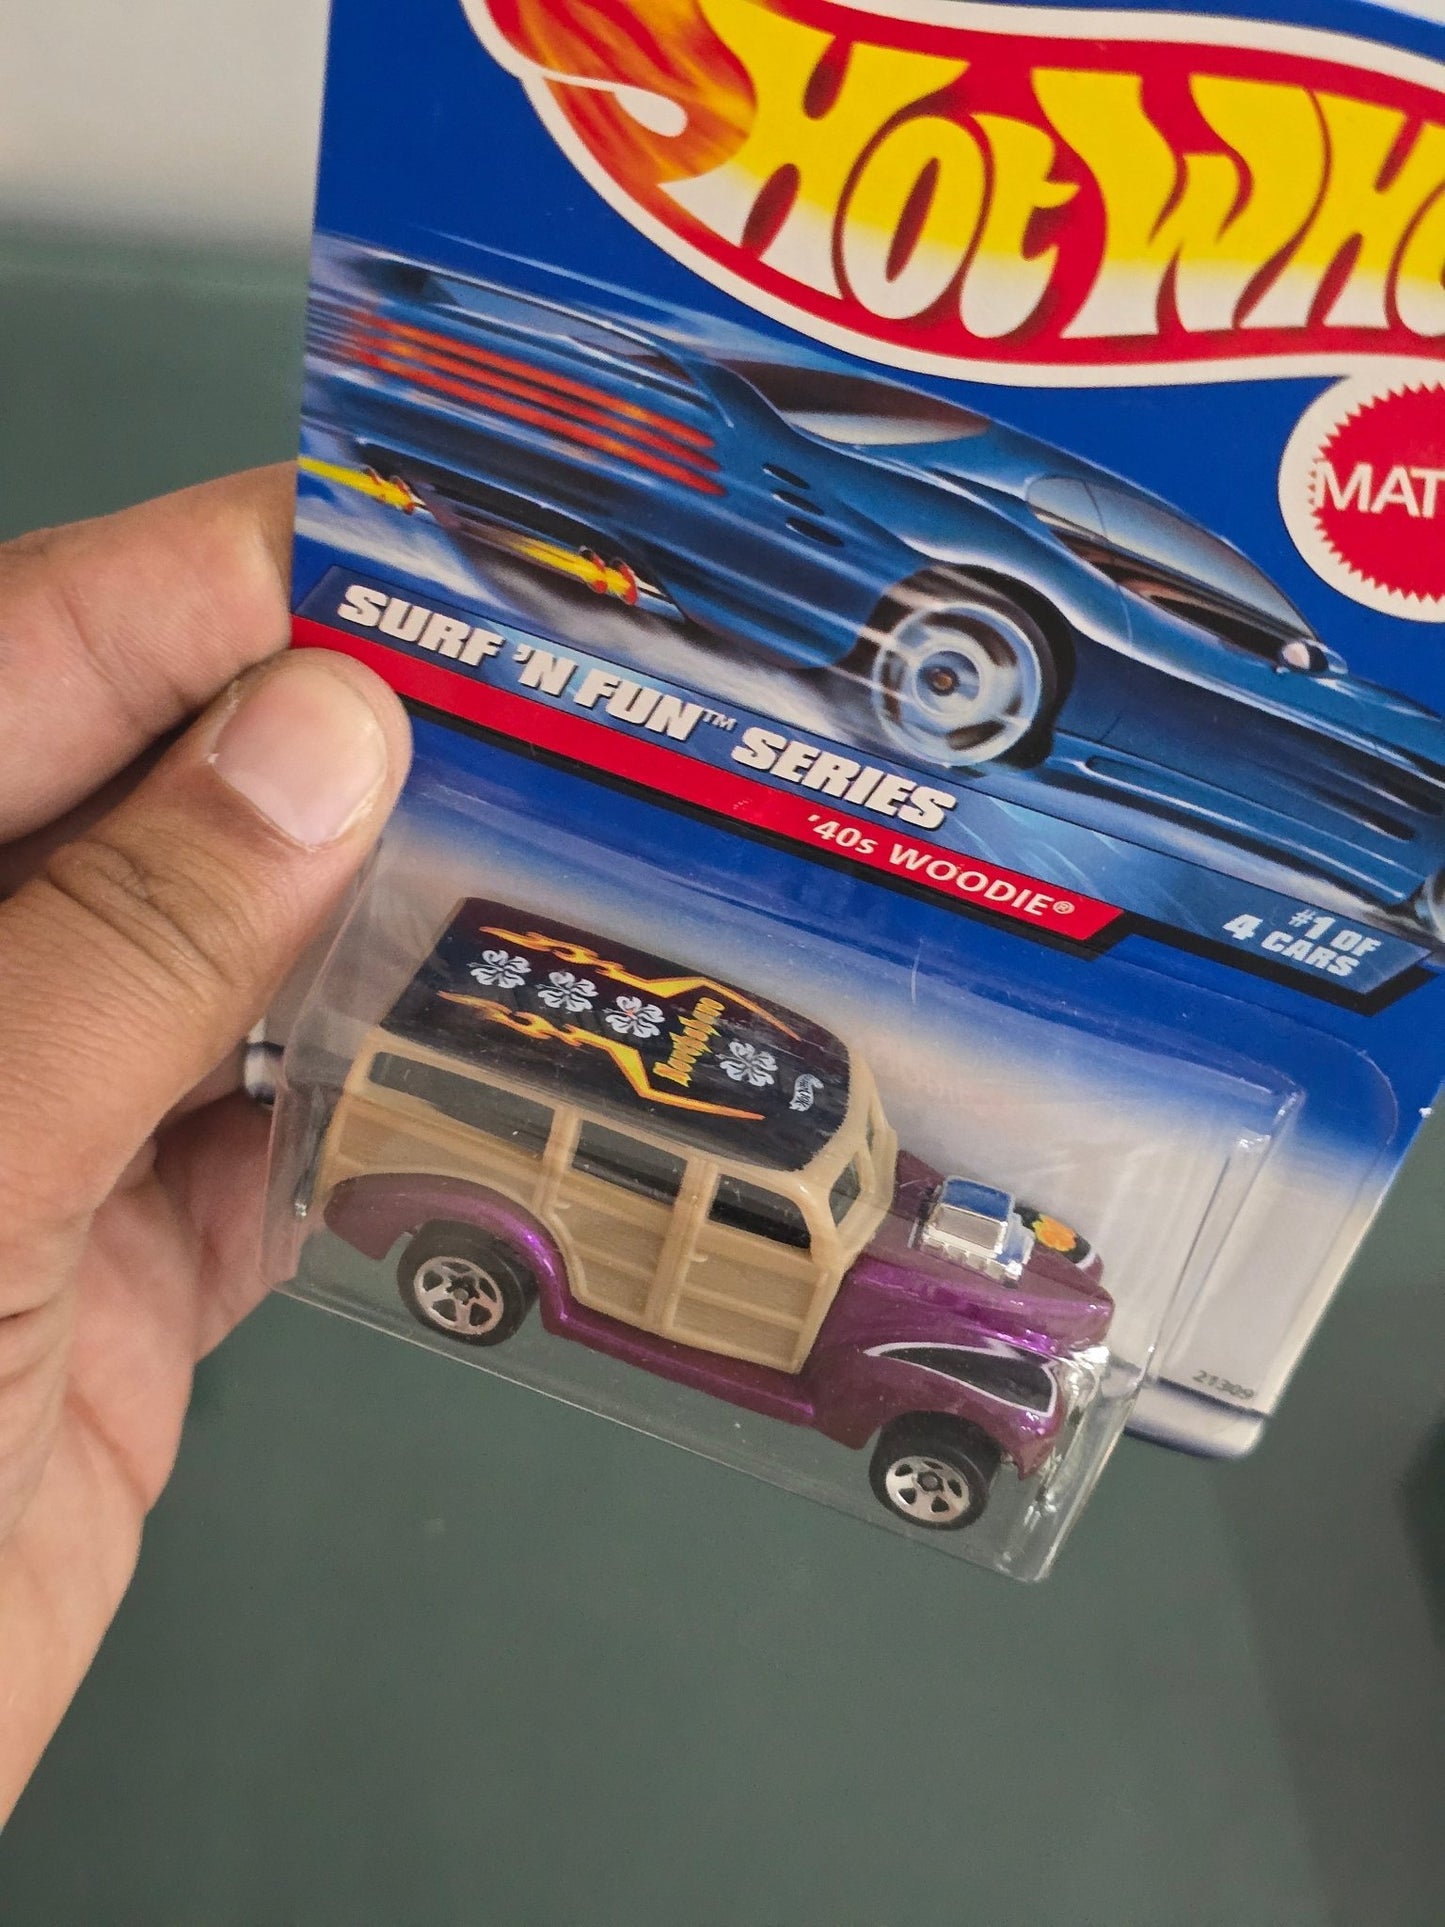 HOT WHE
MAT
SURF 'N FUN™ SERIES
'40s WOODIE®
#1 OF
4 CARS
21309